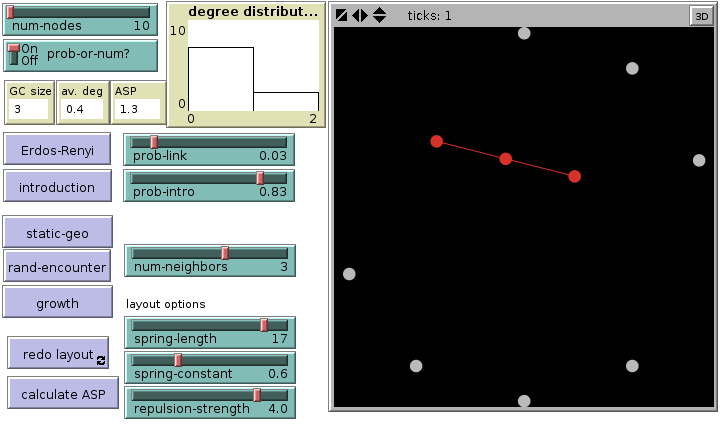 num-nodes 10
On
Off
prob-or-num?
GC size
3
av. deg
0.4
ASP
1.3
degree distribut...
10
0
0 2
Erdos-Renyi
introduction
prob-link 0.03
prob-intro 0.83
static-geo
rand-encounter
growth
num-neighbors 3
layout options
redo layout
calculate ASP
spring-length 17
spring-constant 0.6
repulsion-strength 4.0
ticks: 1
3D